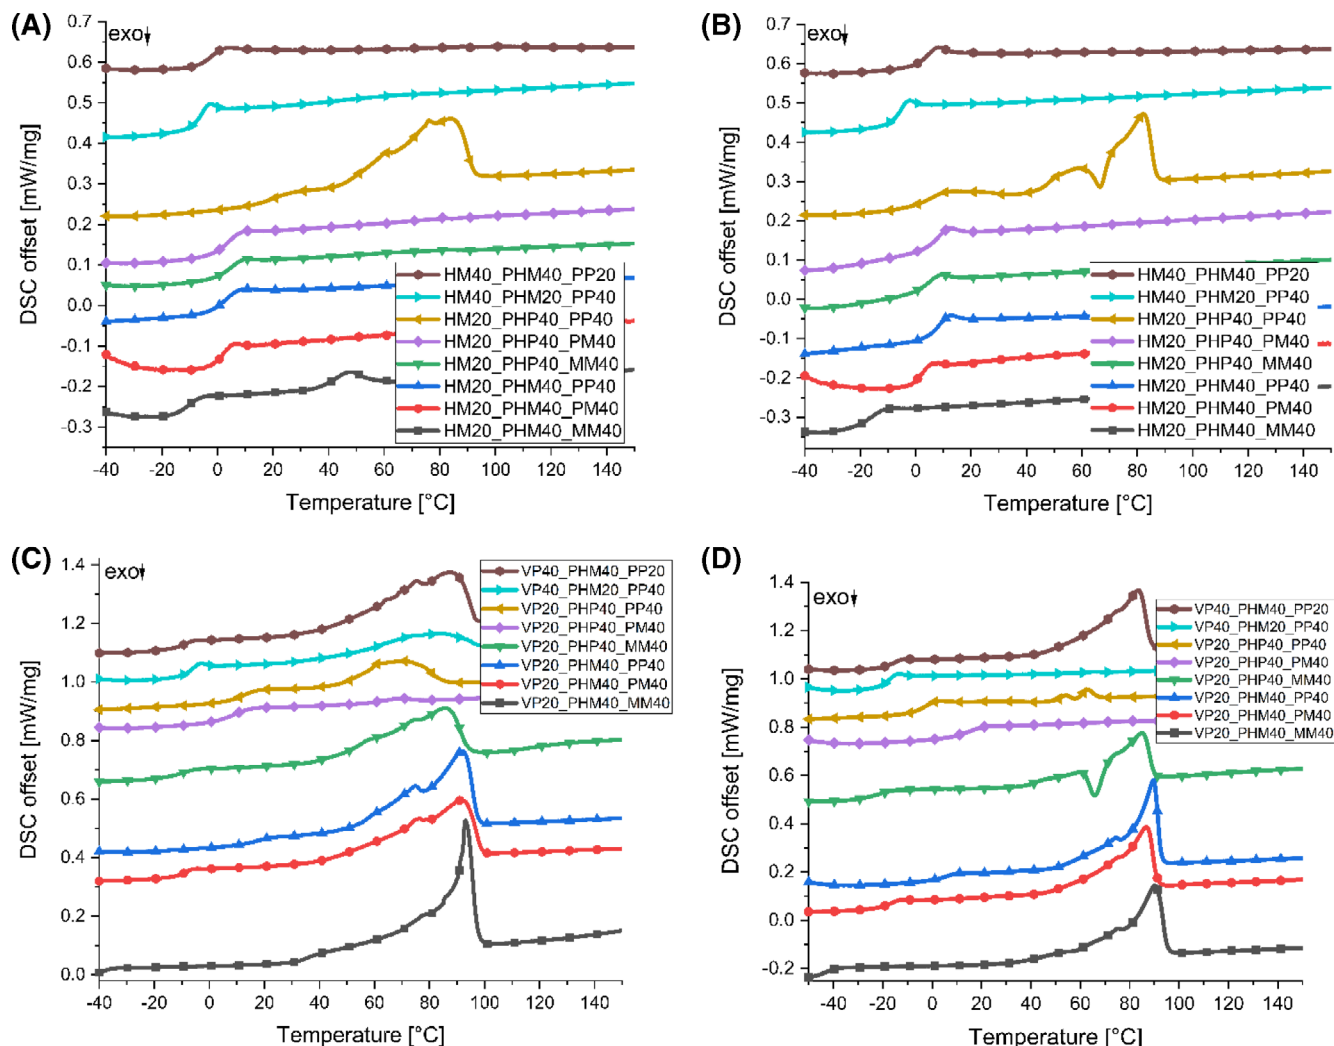 (A)
exo
0.7
0.6
0.5
0.4
0.3
0.2
0.1
0.0
-0.1
-0.2
-0.3
DSC offset [mW/mg]
HM40_PHM40_PP20
HM40_PHM20_PP40
HM20_PHP40_PP40
HM20_PHP40_PM40
HM20_PHP40_MM40
HM20_PHM40_PP40
HM20_PHM40_PM40
HM20_PHM40_MM40
-40 -20 0 20 40 60 80 100 120 140
Temperature [°C]
(B)
exo
0.7
0.6
0.5
0.4
0.3
0.2
0.1
0.0
-0.1
-0.2
-0.3
DSC offset [mW/mg]
HM40_PHM40_PP20
HM40_PHM20_PP40
HM20_PHP40_PP40
HM20_PHP40_PM40
HM20_PHP40_MM40
HM20_PHM40_PP40
HM20_PHM40_PM40
HM20_PHM40_MM40
-40 -20 0 20 40 60 80 100 120 140
Temperature [°C]
(C)
exo
1.4
1.2
1.0
0.8
0.6
0.4
0.2
0.0
DSC offset [mW/mg]
VP40_PHM40_PP20
VP40_PHM20_PP40
VP20_PHP40_PP40
VP20_PHP40_PM40
VP20_PHP40_MM40
VP20_PHM40_PP40
VP20_PHM40_PM40
VP20_PHM40_MM40
-40 -20 0 20 40 60 80 100 120 140
Temperature [°C]
(D)
exo
1.4
1.2
1.0
0.8
0.6
0.4
0.2
0.0
-0.2
DSC offset [mW/mg]
VP40_PHM40_PP20
VP40_PHM20_PP40
VP20_PHP40_PP40
VP20_PHP40_PM40
VP20_PHP40_MM40
VP20_PHM40_PP40
VP20_PHM40_PM40
VP20_PHM40_MM40
-40 -20 0 20 40 60 80 100 120 140
Temperature [°C]